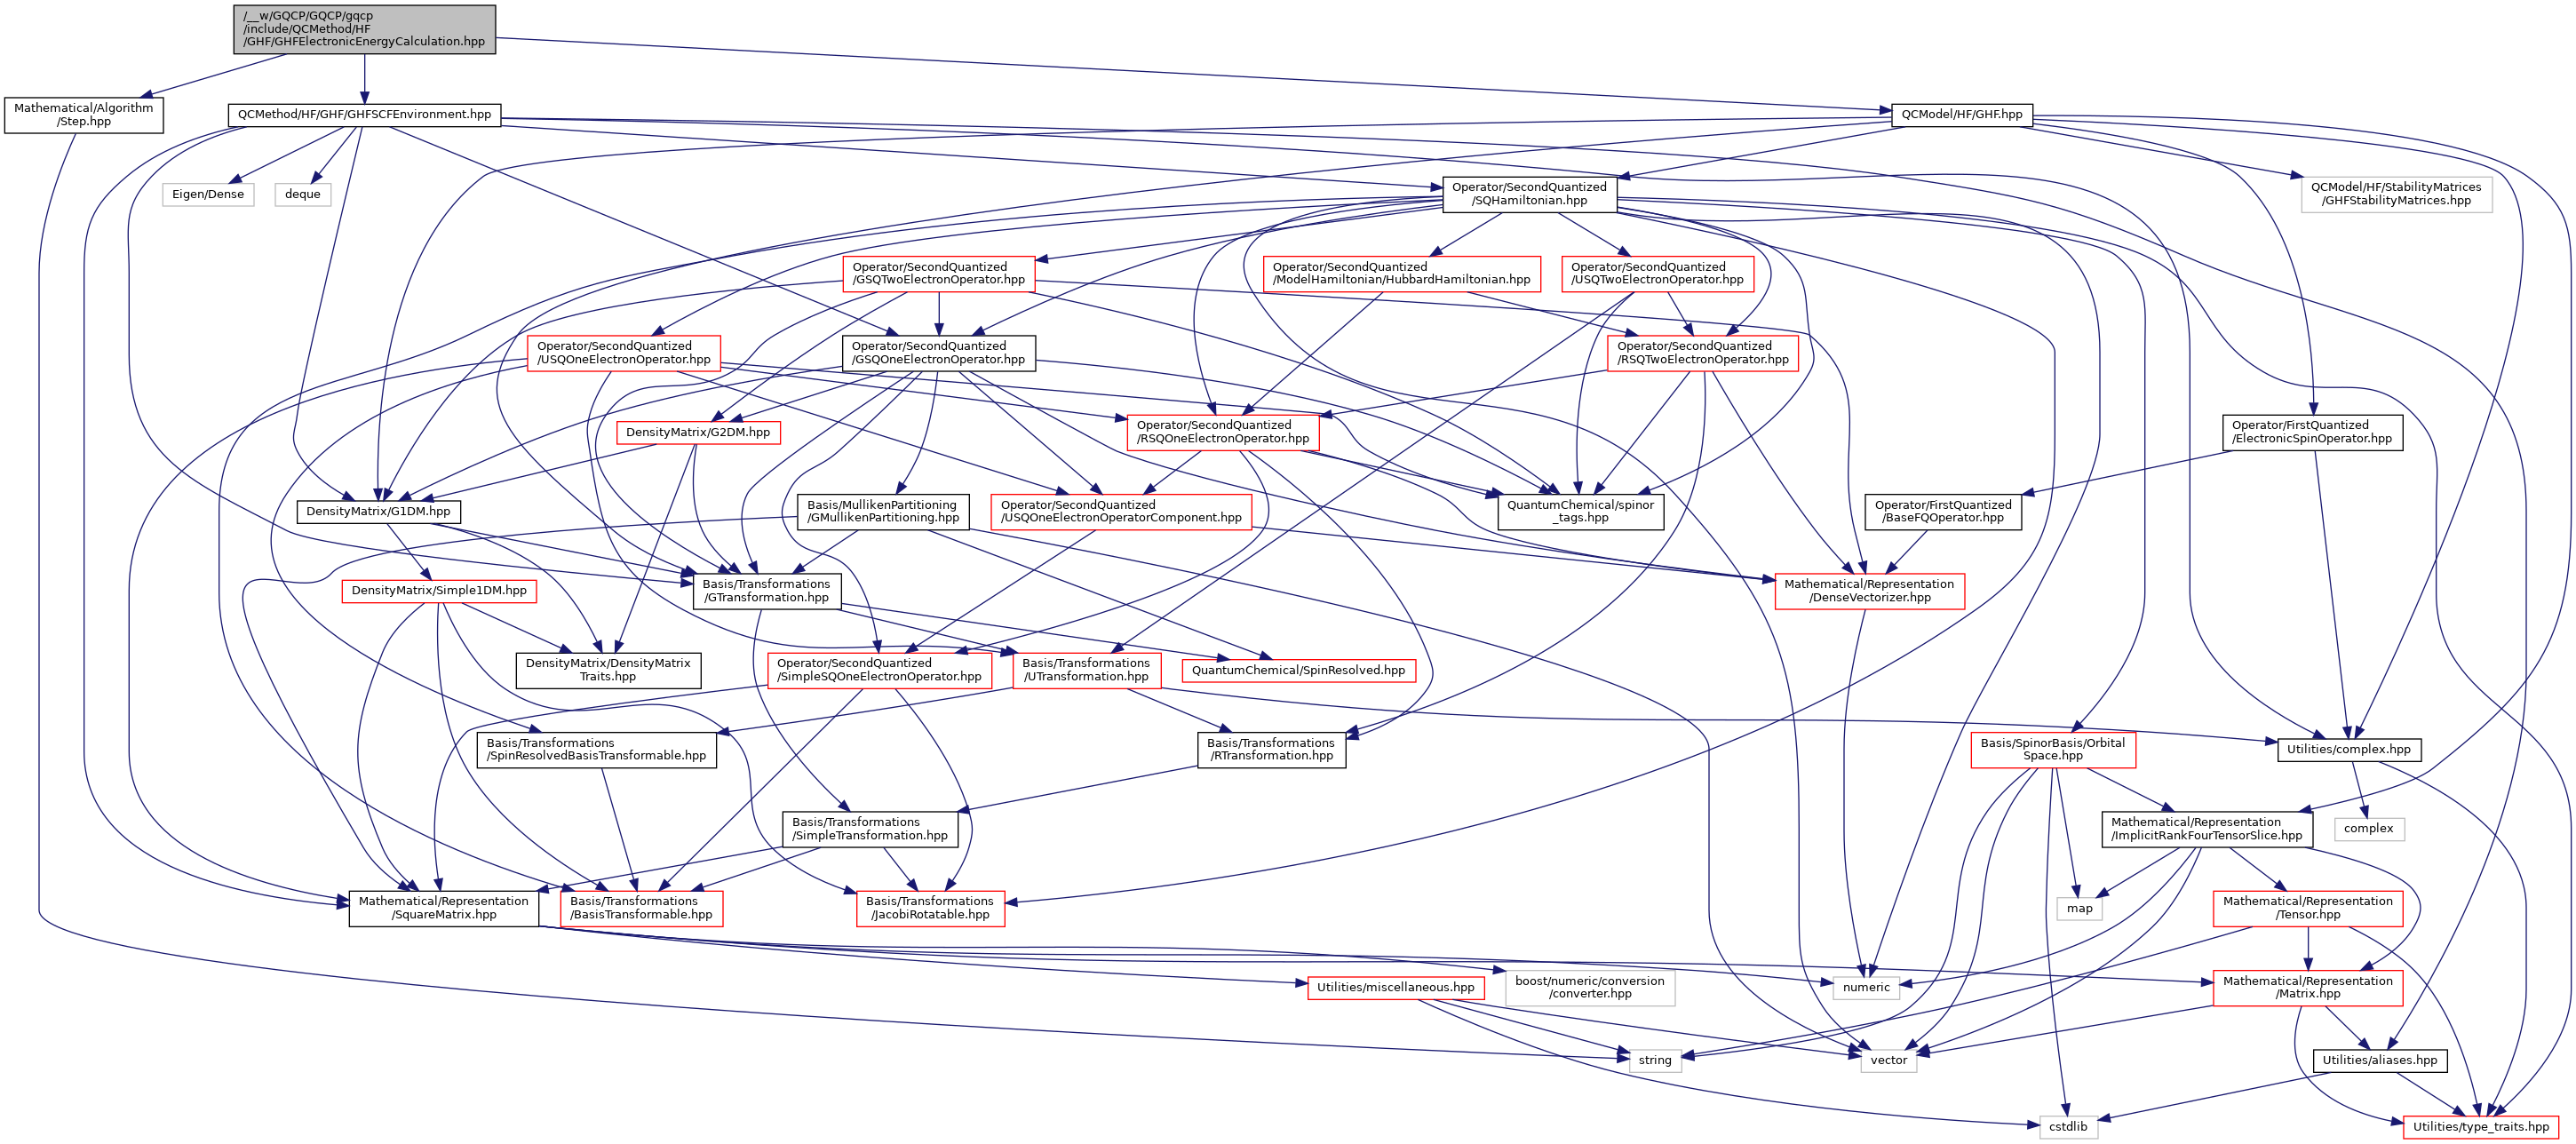 /__w/GQCP/GQCP/gqcp
/include/QCMethod/HF
/GHF/GHFElectronicEnergyCalculation.hpp
Mathematical/Algorithm
/Step.hpp
QCMethod/HF/GHF/GHFSCFEnvironment.hpp
QCModel/HF/GHF.hpp
Eigen/Dense
deque
Operator/SecondQuantized
/SQHamiltonian.hpp
QCModel/HF/StabilityMatrices
/GHFStabilityMatrices.hpp
Operator/SecondQuantized
/GSQTwoElectronOperator.hpp
Operator/SecondQuantized
/ModelHamiltonian/HubbardHamiltonian.hpp
Operator/SecondQuantized
/USQTwoElectronOperator.hpp
Operator/SecondQuantized
/USQOneElectronOperator.hpp
Operator/SecondQuantized
/GSQOneElectronOperator.hpp
Operator/SecondQuantized
/RSQTwoElectronOperator.hpp
DensityMatrix/G2DM.hpp
Operator/SecondQuantized
/RSQOneElectronOperator.hpp
Operator/FirstQuantized
/ElectronicSpinOperator.hpp
DensityMatrix/G1DM.hpp
Basis/MullikenPartitioning
/GMullikenPartitioning.hpp
Operator/SecondQuantized
/USQOneElectronOperatorComponent.hpp
QuantumChemical/spinor
_tags.hpp
Operator/FirstQuantized
/BaseFQOperator.hpp
DensityMatrix/Simple1DM.hpp
Basis/Transformations
/GTransformation.hpp
Mathematical/Representation
/DenseVectorizer.hpp
DensityMatrix/DensityMatrix
Traits.hpp
Operator/SecondQuantized
/SimpleSQOneElectronOperator.hpp
Basis/Transformations
/UTransformation.hpp
QuantumChemical/SpinResolved.hpp
Basis/Transformations
/SpinResolvedBasisTransformable.hpp
Basis/Transformations
/RTransformation.hpp
Basis/SpinorBasis/Orbital
Space.hpp
Utilities/complex.hpp
Basis/Transformations
/SimpleTransformation.hpp
Mathematical/Representation
/ImplicitRankFourTensorSlice.hpp
complex
Mathematical/Representation
/SquareMatrix.hpp
Basis/Transformations
/BasisTransformable.hpp
Basis/Transformations
/JacobiRotatable.hpp
map
Mathematical/Representation
/Tensor.hpp
Utilities/miscellaneous.hpp
boost/numeric/conversion
/converter.hpp
numeric
Mathematical/Representation
/Matrix.hpp
string
vector
Utilities/aliases.hpp
cstdlib
Utilities/type_traits.hpp